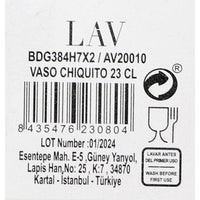 LAV
BDG384H7X2 / AV20010
VASO CHIQUITO 23 CL
8 435476 230804
LOT Number :01/2024
Esentepe Mah. E-5 ,Güney Yanyol,
Lapis Han,No: 25 , K:7 , 34870
Kartal - İstanbul - Türkiye
LAVAR ANTES
DEL PRIMER USO
WASH BEFORE
FIRST USE